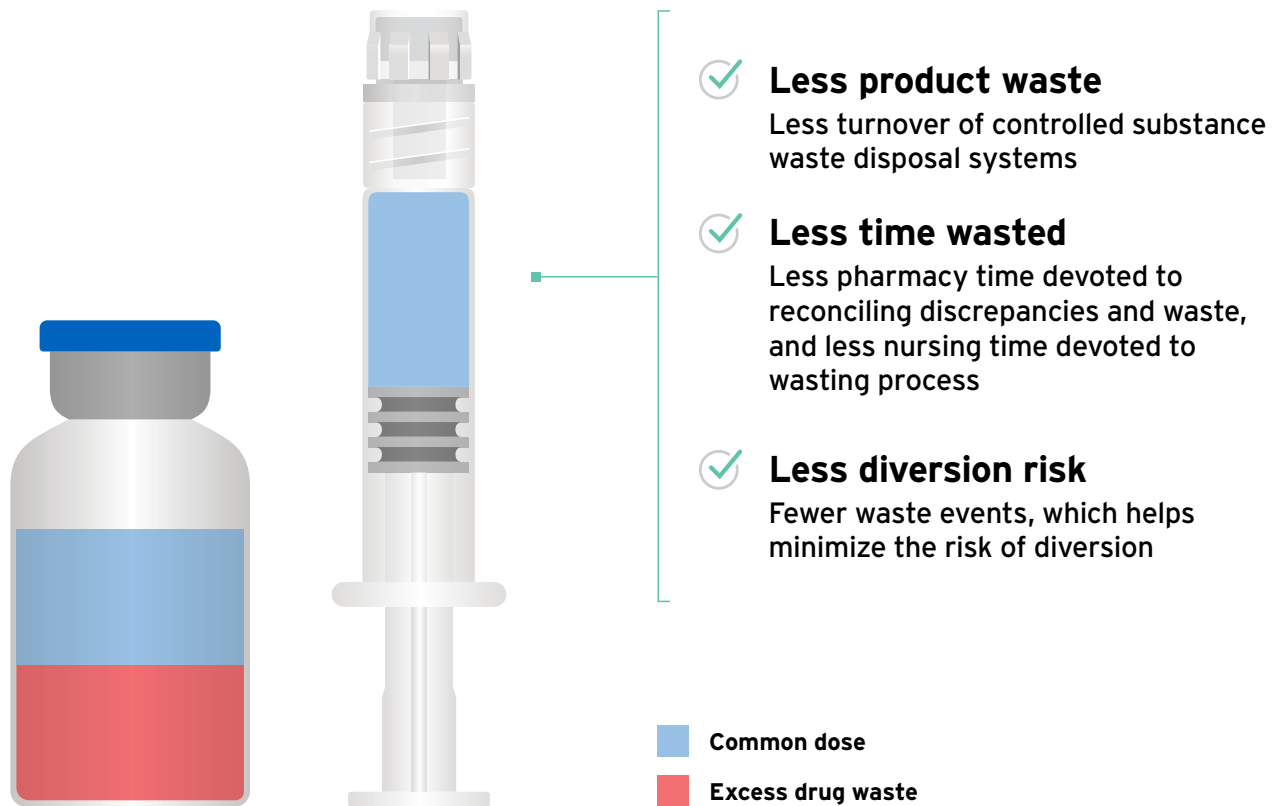 Less product waste
Less turnover of controlled substance
waste disposal systems
Less time wasted
Less pharmacy time devoted to
reconciling discrepancies and waste,
and less nursing time devoted to
wasting process
Less diversion risk
Fewer waste events, which helps
minimize the risk of diversion
Common dose
Excess drug waste